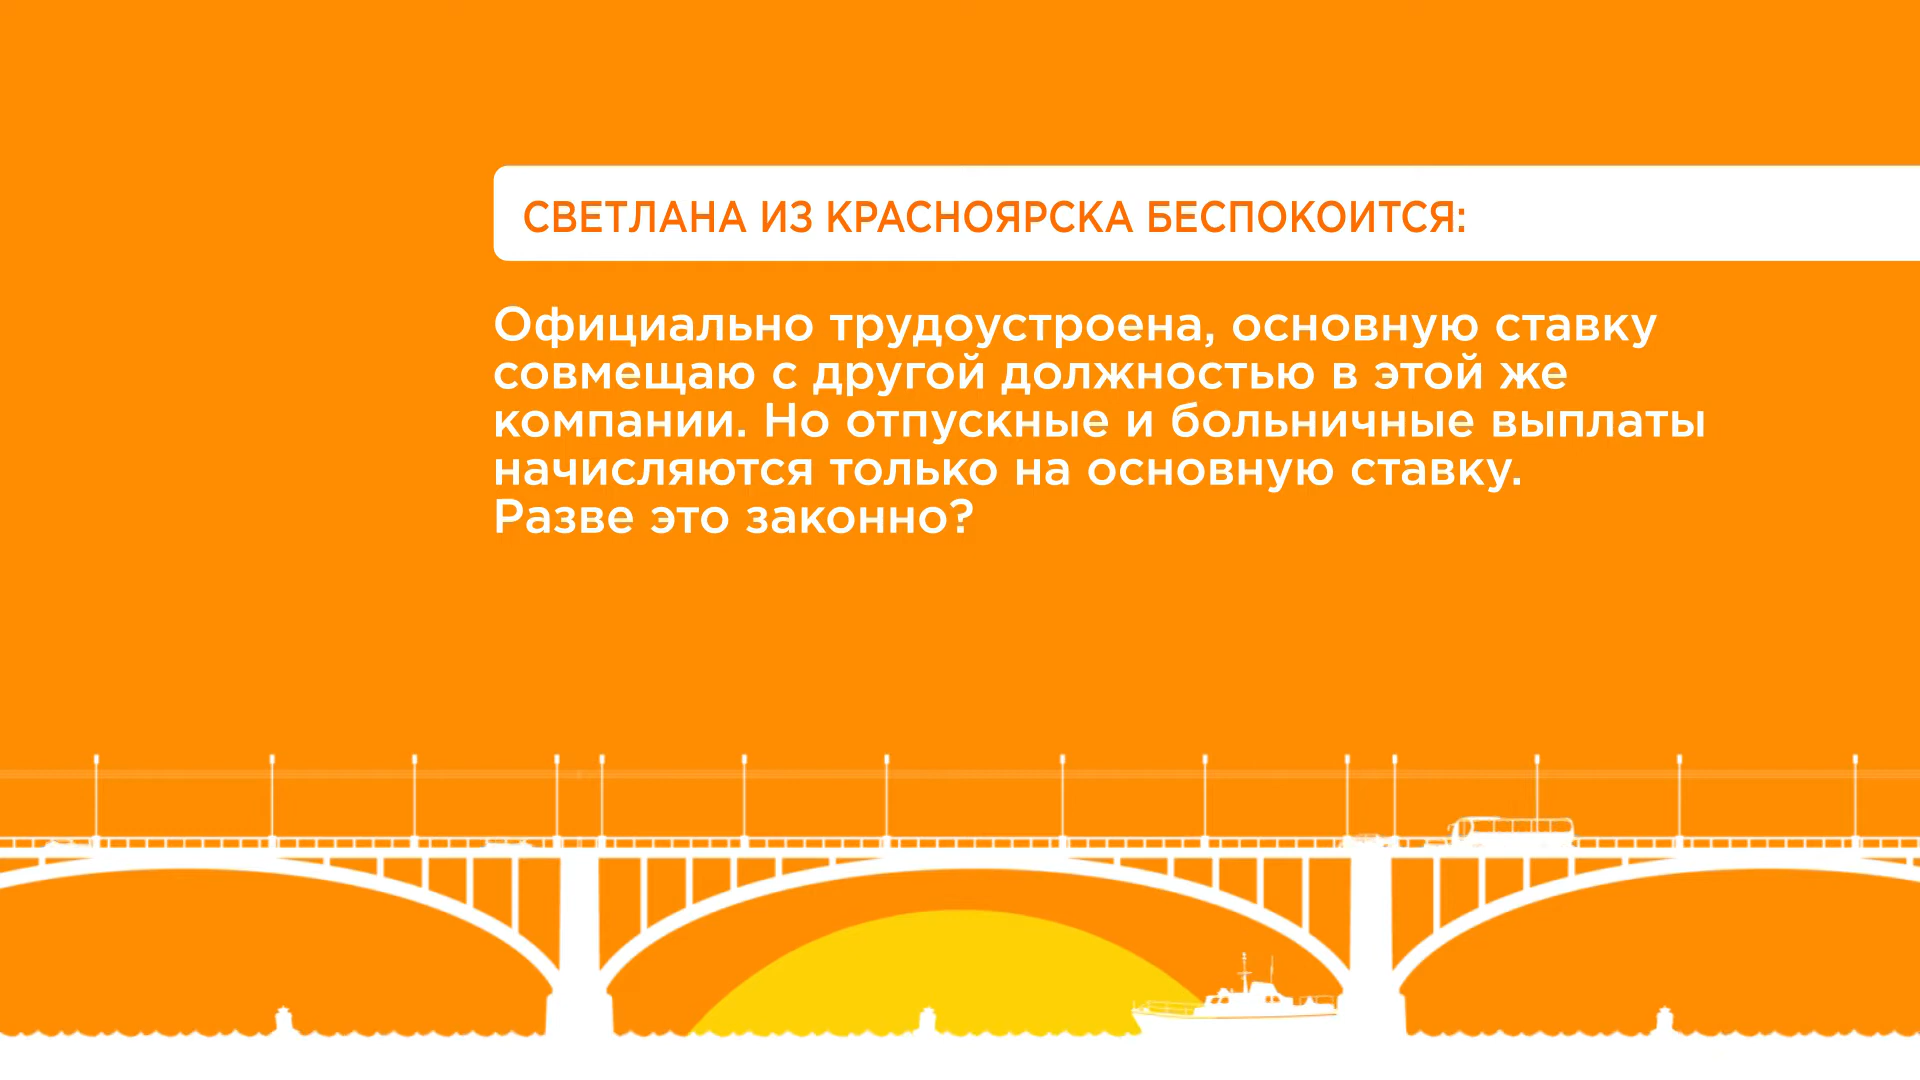 СВЕТЛАНА ИЗ КРАСНОЯРСКА БЕСПОКОИТСЯ:
Официально трудоустроена, основную ставку
совмещаю с другой должностью в этой же
компании. Но отпускные и больничные выплаты
начисляются только на основную ставку.
Разве это законно?